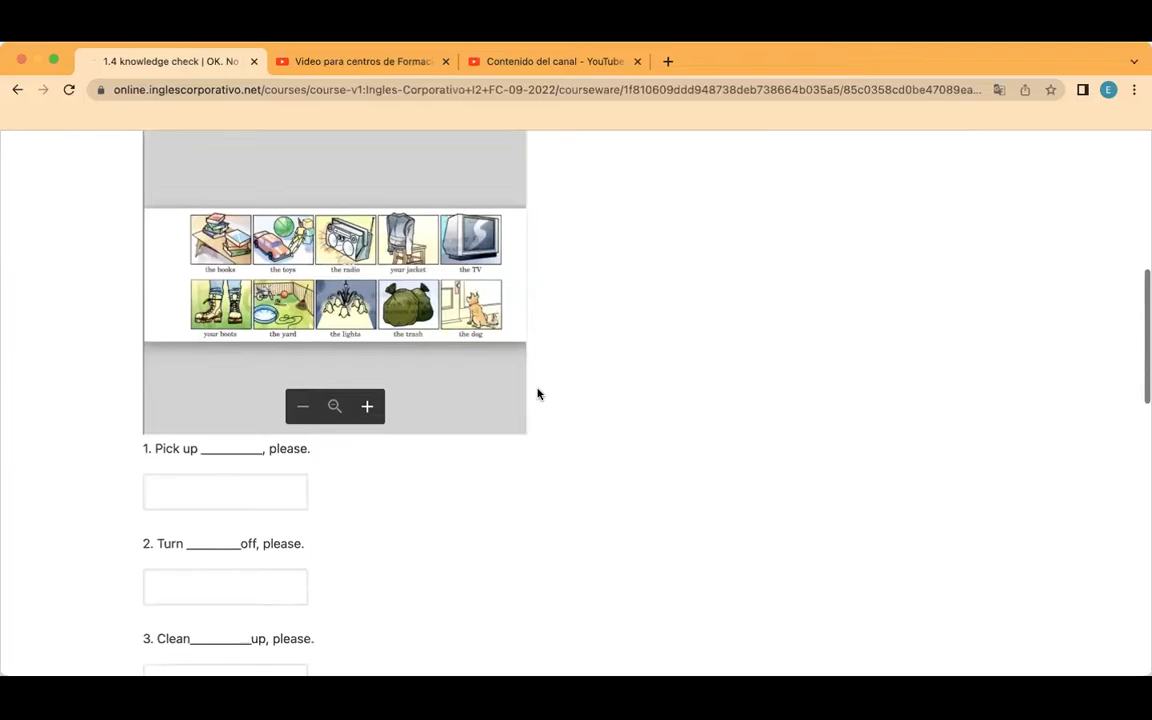 1.4 knowledge check | OK. No
Video para centros de Formac
Contenido del canal - YouTube
online.inglescorporativo.net/courses/course-v1:Ingles-Corporativo+I2+FC-09-2022/courseware/1f810609ddd948738deb738664b035a5/85c0358cd0be47089ea...
E
the books the toys the radio your jacket the TV
your boots the yard the lights the trash the dog
1. Pick up _________, please.
2. Turn ________off, please.
3. Clean_________up, please.